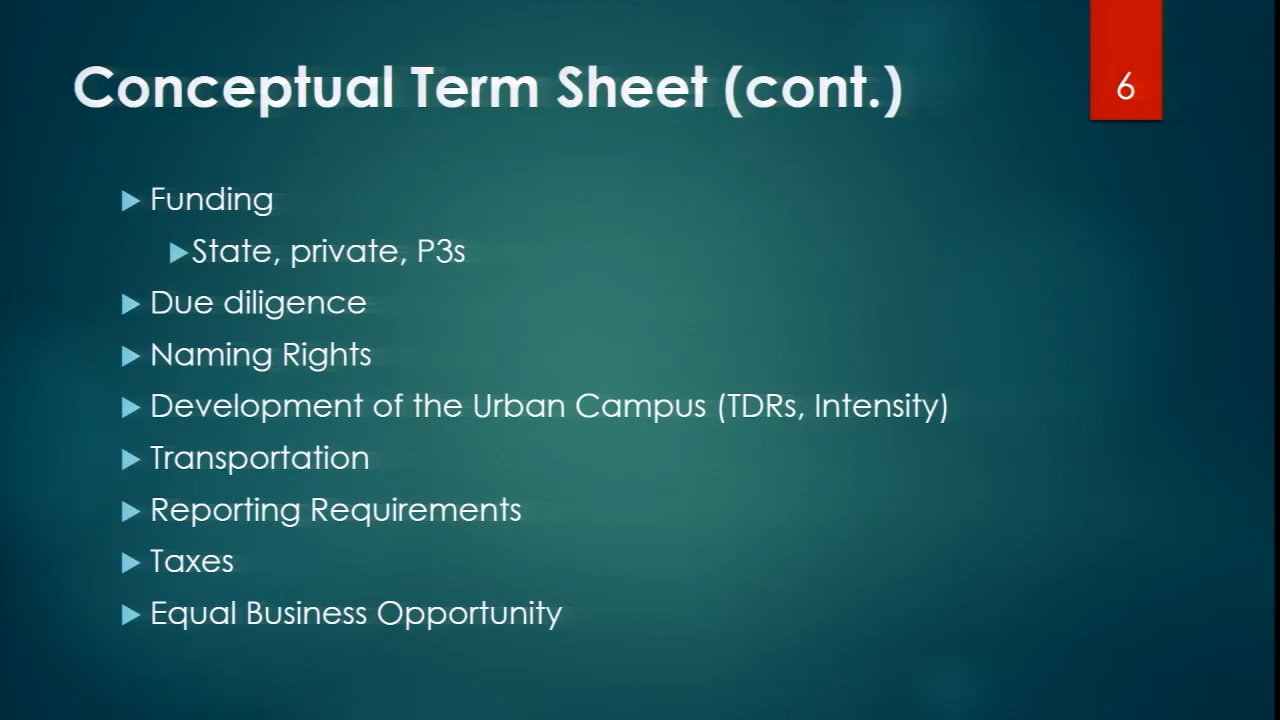 Conceptual Term Sheet (cont.)
6
Funding
State, private, P3s
Due diligence
Naming Rights
Development of the Urban Campus (TDRs, Intensity)
Transportation
Reporting Requirements
Taxes
Equal Business Opportunity